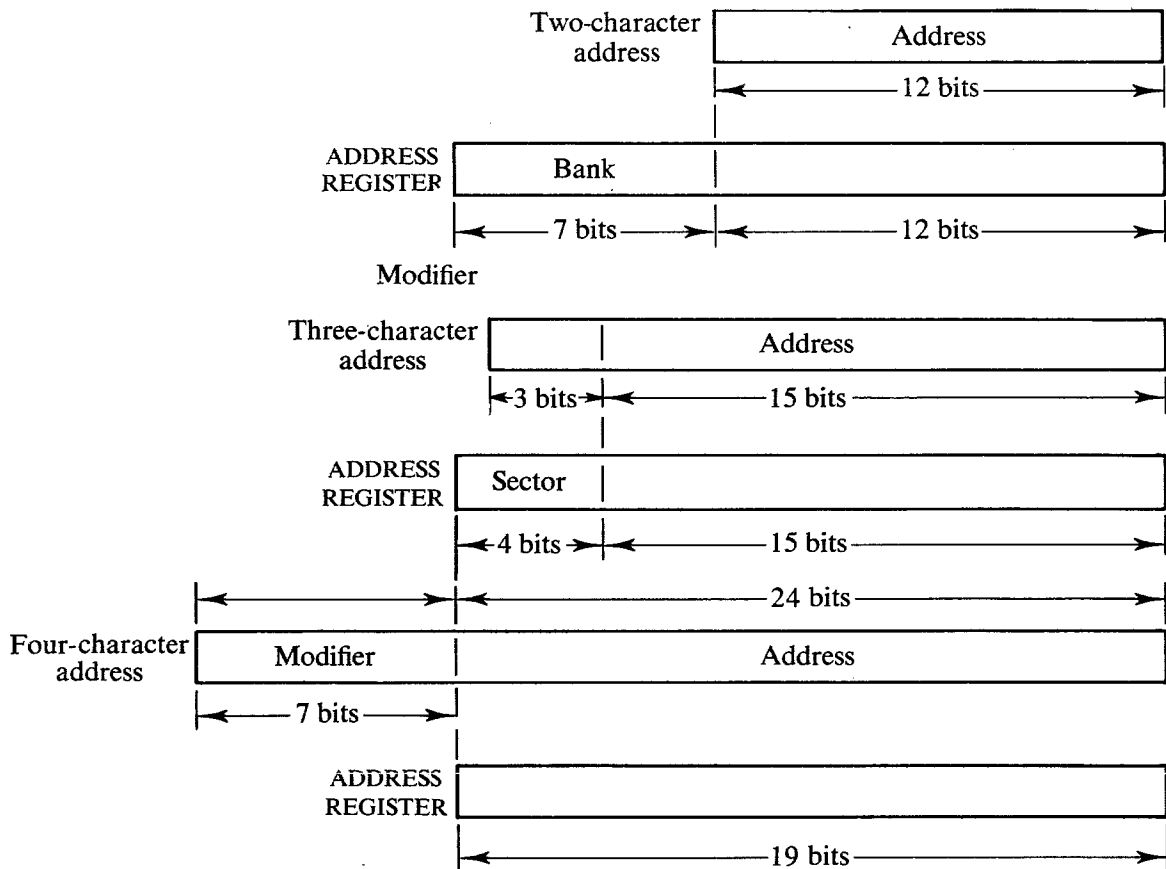 Two-character
address
Address
12 bits
ADDRESS
REGISTER
Bank
7 bits
12 bits
Modifier
Three-character
address
Address
3 bits
15 bits
ADDRESS
REGISTER
Sector
4 bits
15 bits
24 bits
Four-character
address
Modifier
Address
7 bits
ADDRESS
REGISTER
19 bits